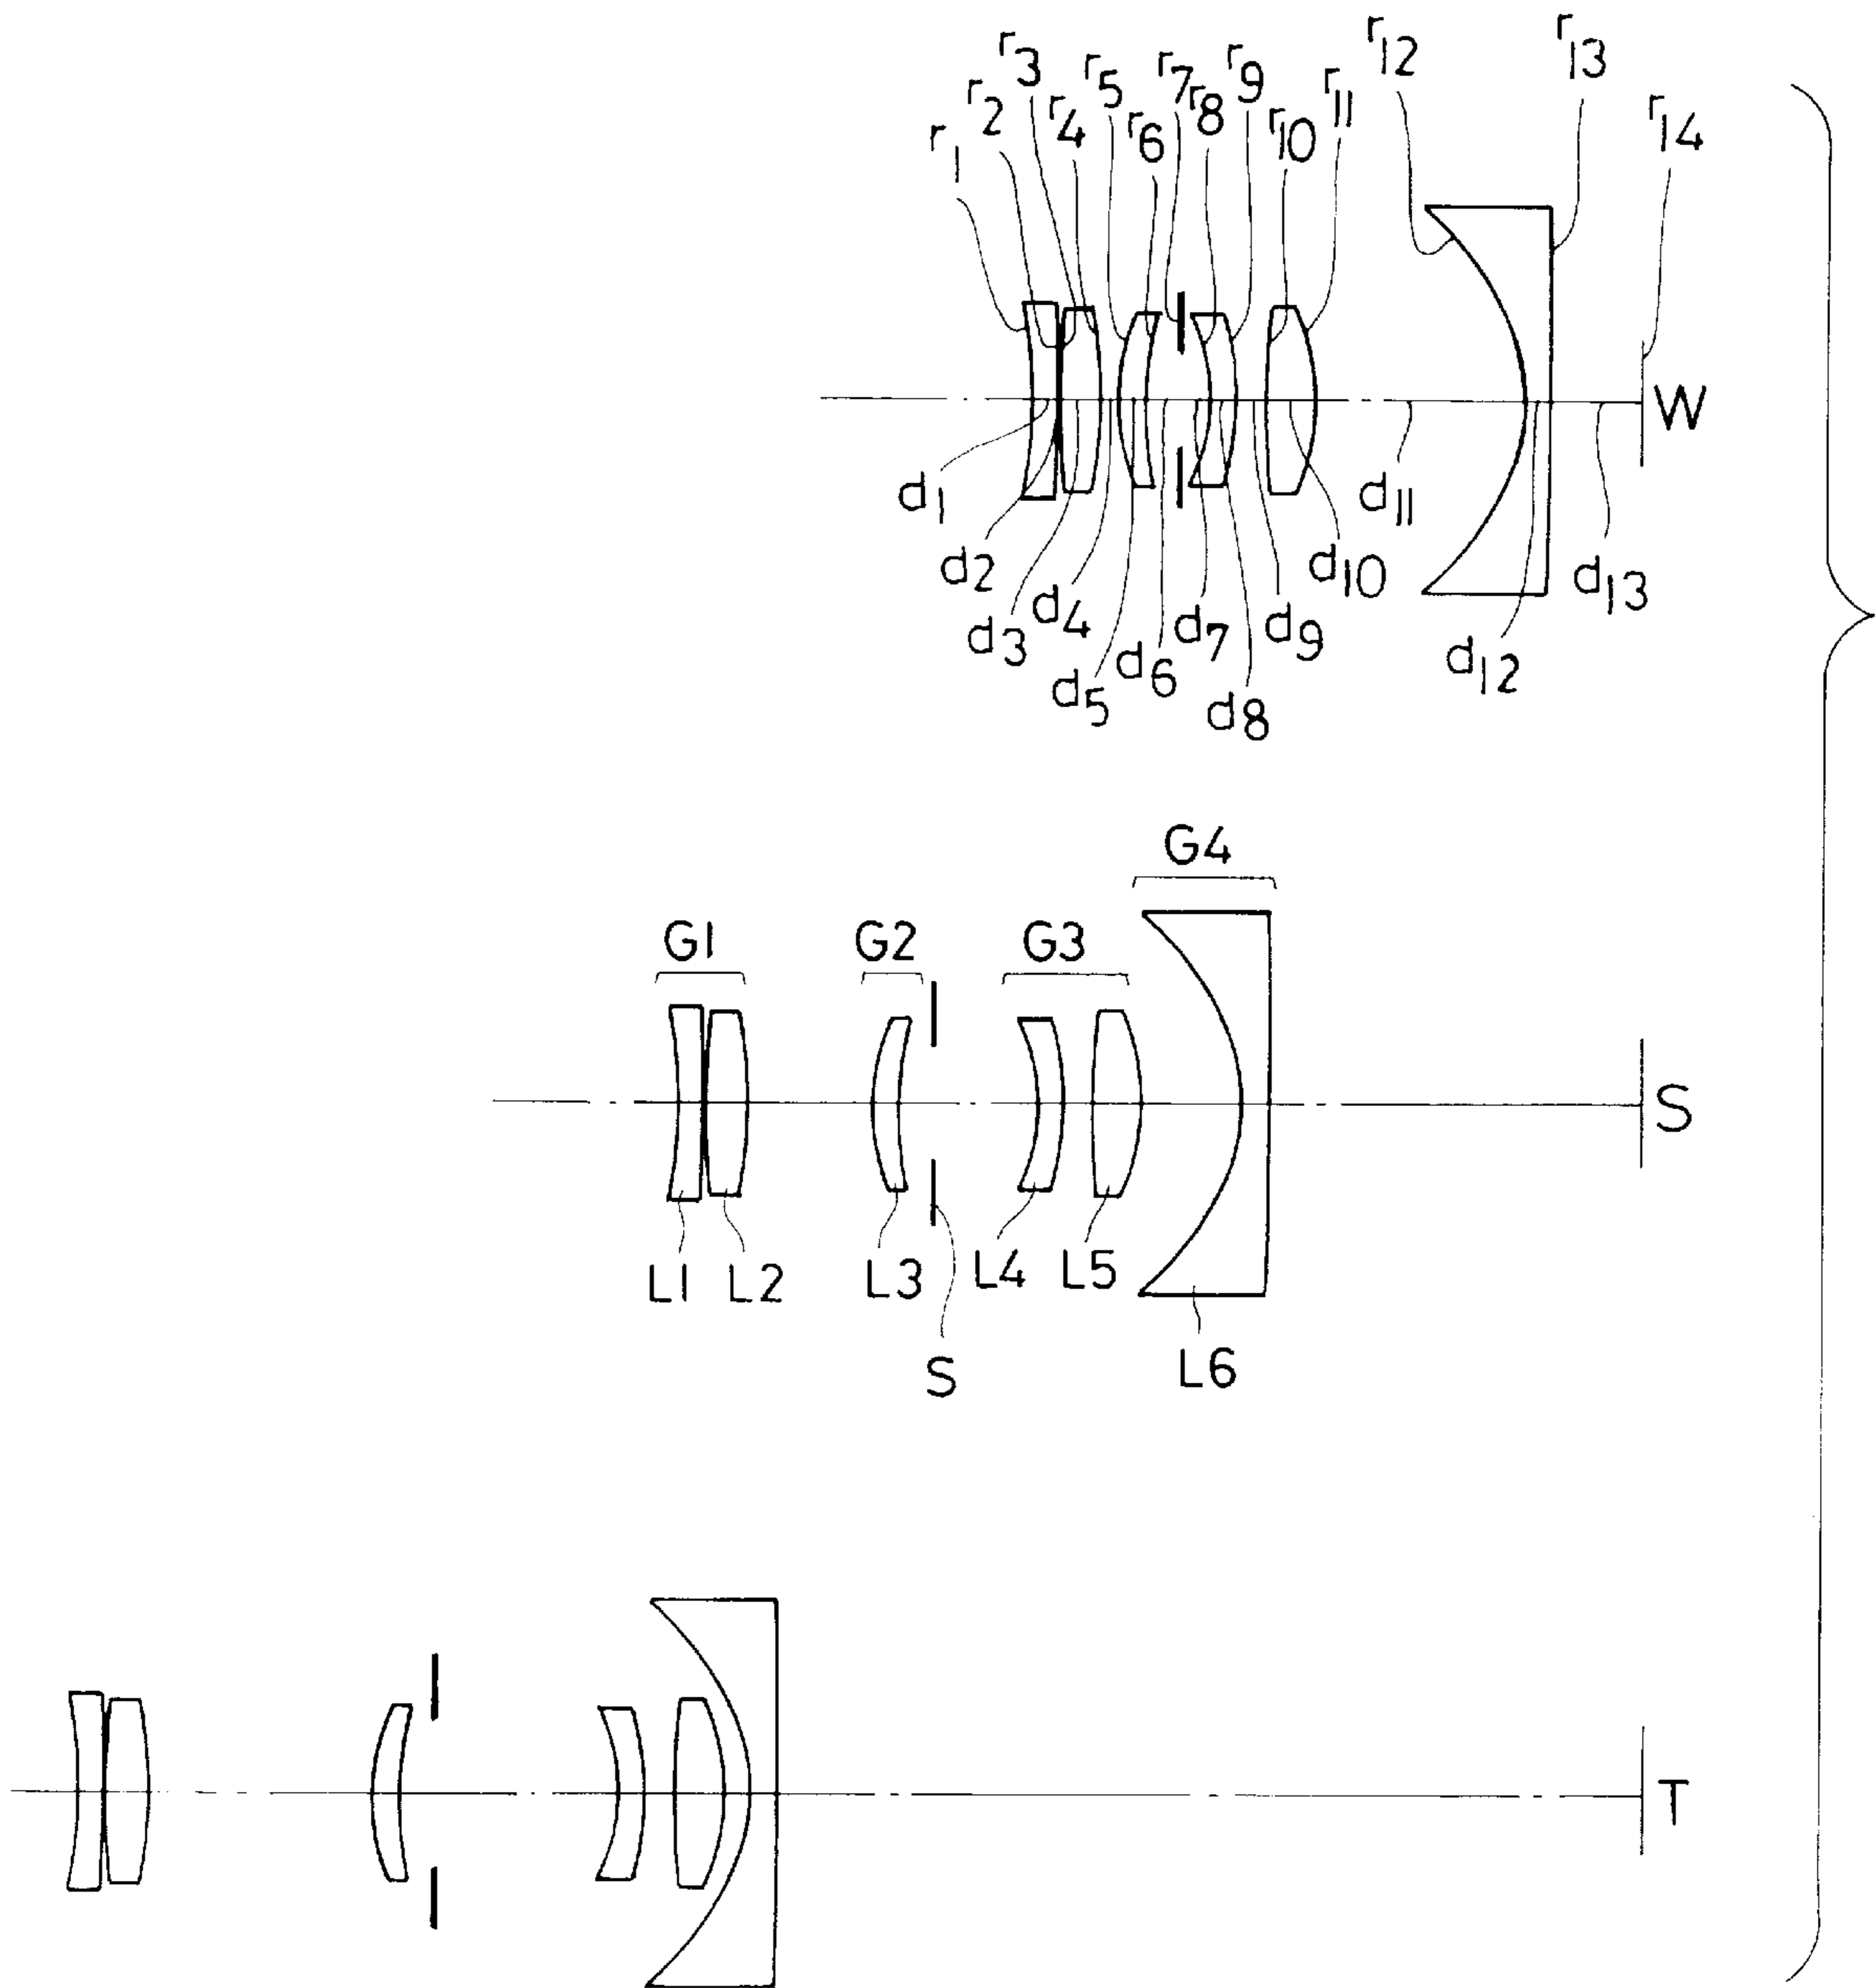 r1 r2 r3 r4 r5 r6 r7 r8 r9 r10 r11 r12 r13 r14
W
d1 d2 d3 d4 d5 d6 d7 d8 d9 d10 d11 d12 d13
G1 G2 G3 G4
S
L1 L2 L3 S L4 L5 L6
T